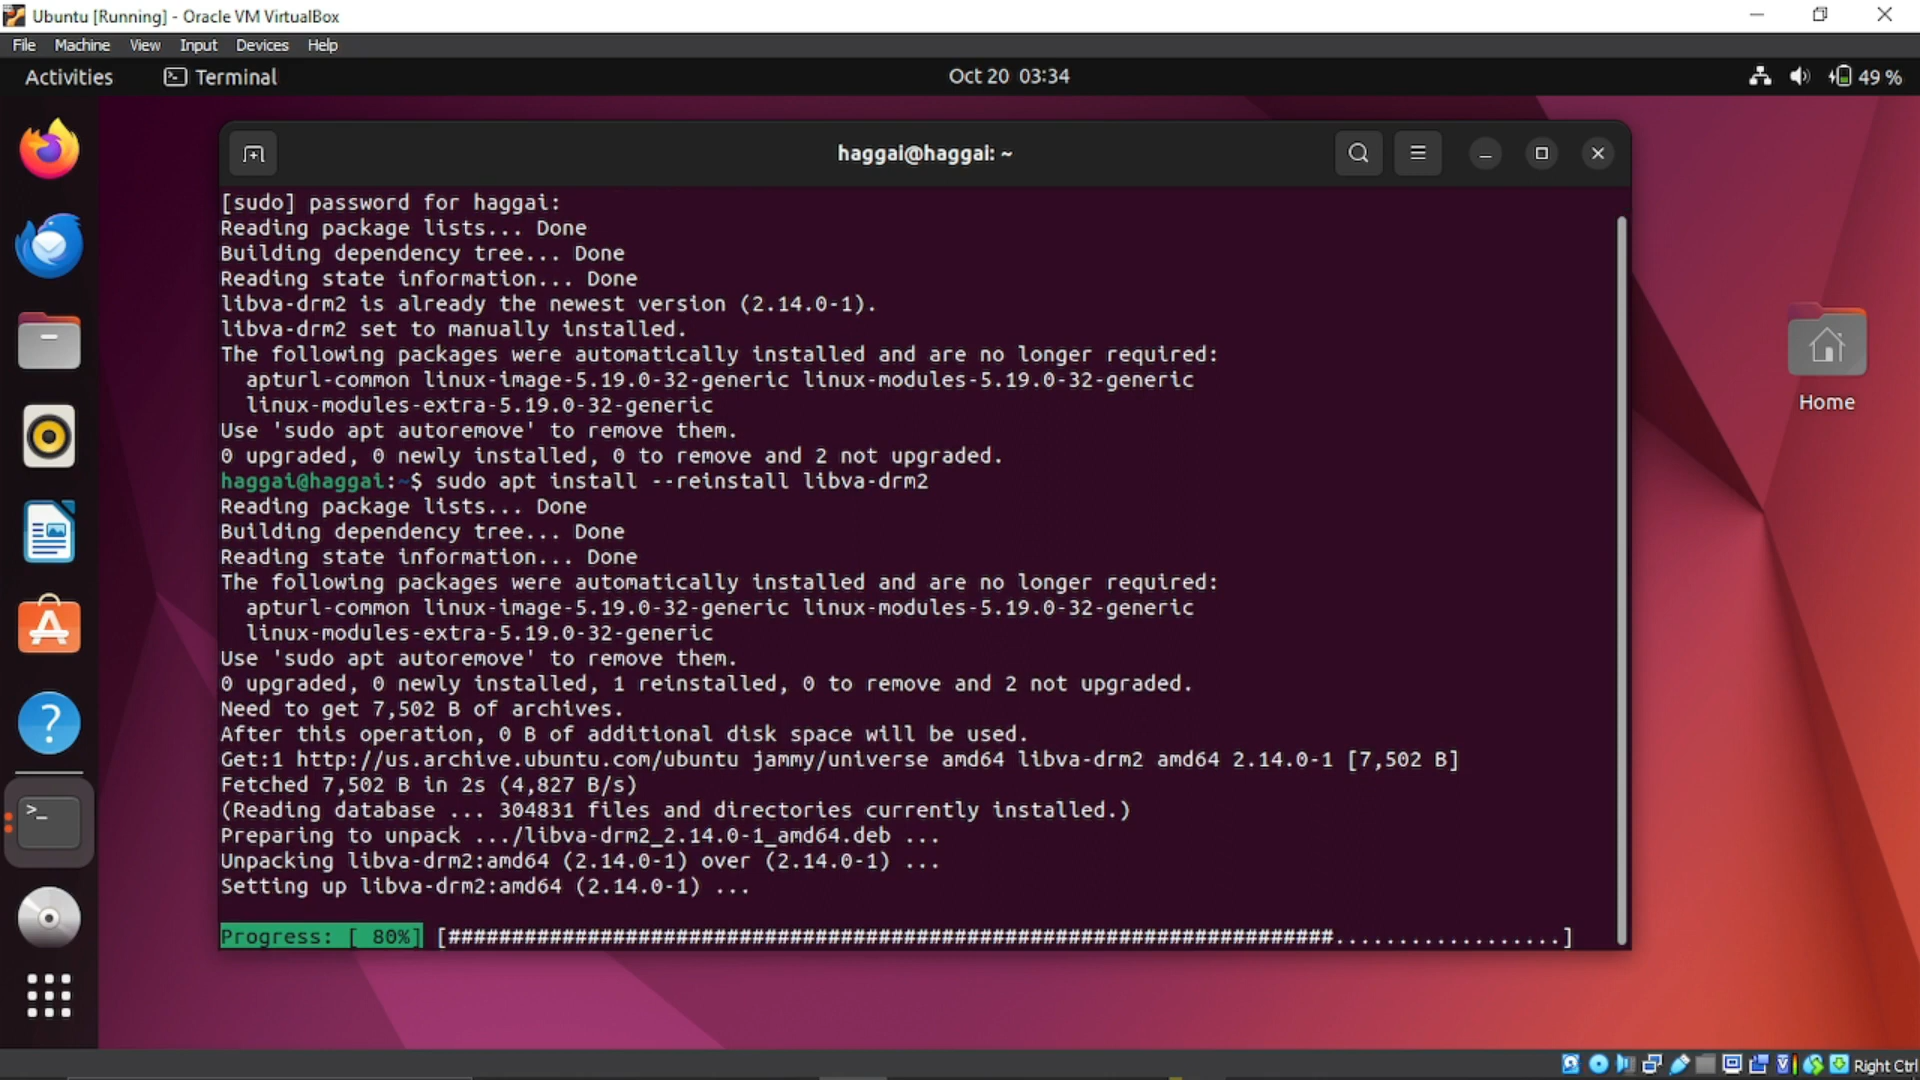 Ubuntu [Running] - Oracle VM VirtualBox
File Machine View Input Devices Help
Activities Terminal Oct 20 03:34 49 %
haggai@haggai: ~
[sudo] password for haggai:
Reading package lists... Done
Building dependency tree... Done
Reading state information... Done
libva-drm2 is already the newest version (2.14.0-1).
libva-drm2 set to manually installed.
The following packages were automatically installed and are no longer required:
  apturl-common linux-image-5.19.0-32-generic linux-modules-5.19.0-32-generic
  linux-modules-extra-5.19.0-32-generic
Use 'sudo apt autoremove' to remove them.
0 upgraded, 0 newly installed, 0 to remove and 2 not upgraded.
haggai@haggai:~$ sudo apt install --reinstall libva-drm2
Reading package lists... Done
Building dependency tree... Done
Reading state information... Done
The following packages were automatically installed and are no longer required:
  apturl-common linux-image-5.19.0-32-generic linux-modules-5.19.0-32-generic
  linux-modules-extra-5.19.0-32-generic
Use 'sudo apt autoremove' to remove them.
0 upgraded, 0 newly installed, 1 reinstalled, 0 to remove and 2 not upgraded.
Need to get 7,502 B of archives.
After this operation, 0 B of additional disk space will be used.
Get:1 http://us.archive.ubuntu.com/ubuntu jammy/universe amd64 libva-drm2 amd64 2.14.0-1 [7,502 B]
Fetched 7,502 B in 2s (4,827 B/s)
(Reading database ... 304831 files and directories currently installed.)
Preparing to unpack .../libva-drm2_2.14.0-1_amd64.deb ...
Unpacking libva-drm2:amd64 (2.14.0-1) over (2.14.0-1) ...
Setting up libva-drm2:amd64 (2.14.0-1) ...
Progress: [ 80%] [######################################################################..................]
Home
Right Ctrl